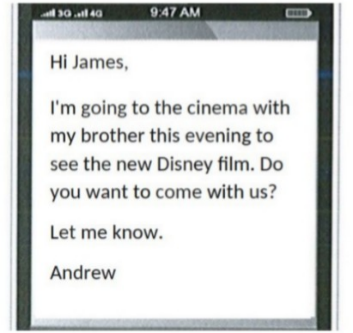 3G 4G 9:47 AM
Hi James,
I'm going to the cinema with
my brother this evening to
see the new Disney film. Do
you want to come with us?
Let me know.
Andrew